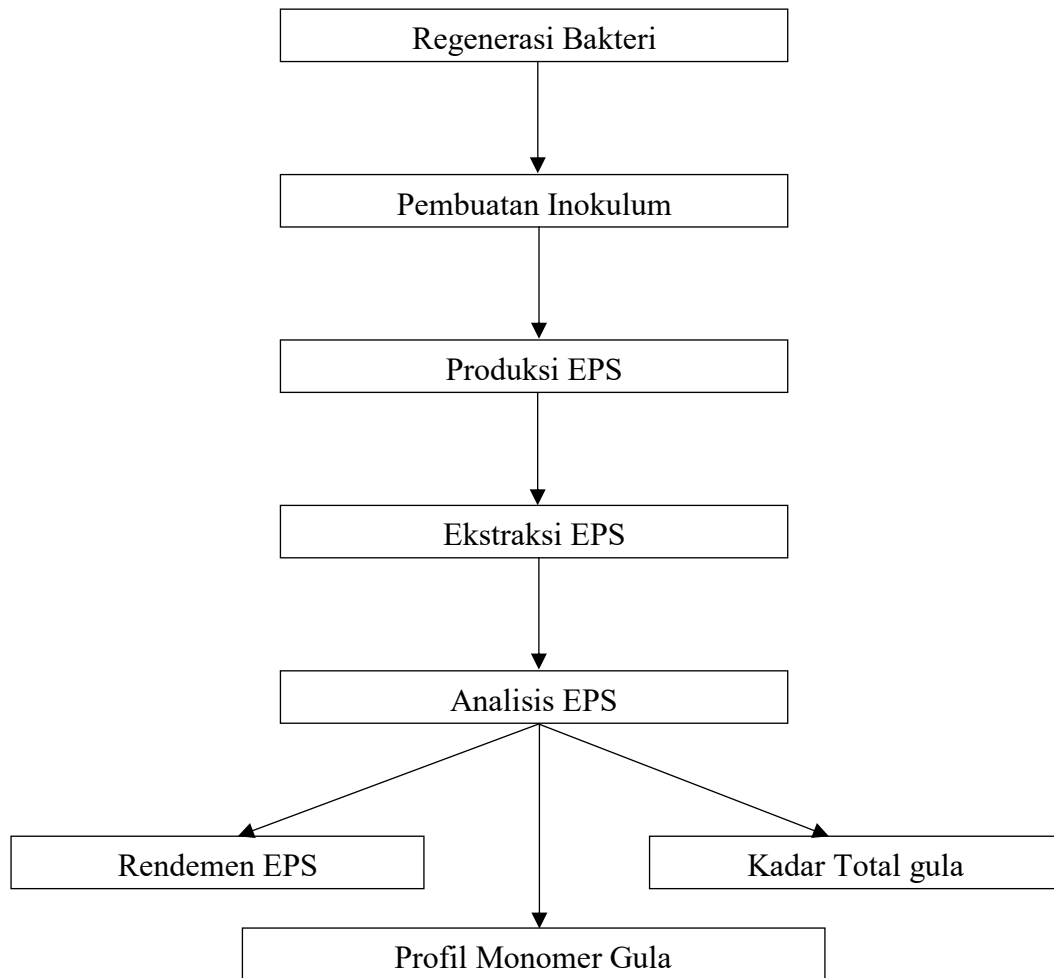 Regenerasi Bakteri
Pembuatan Inokulum
Produksi EPS
Ekstraksi EPS
Analisis EPS
Rendemen EPS
Kadar Total gula
Profil Monomer Gula